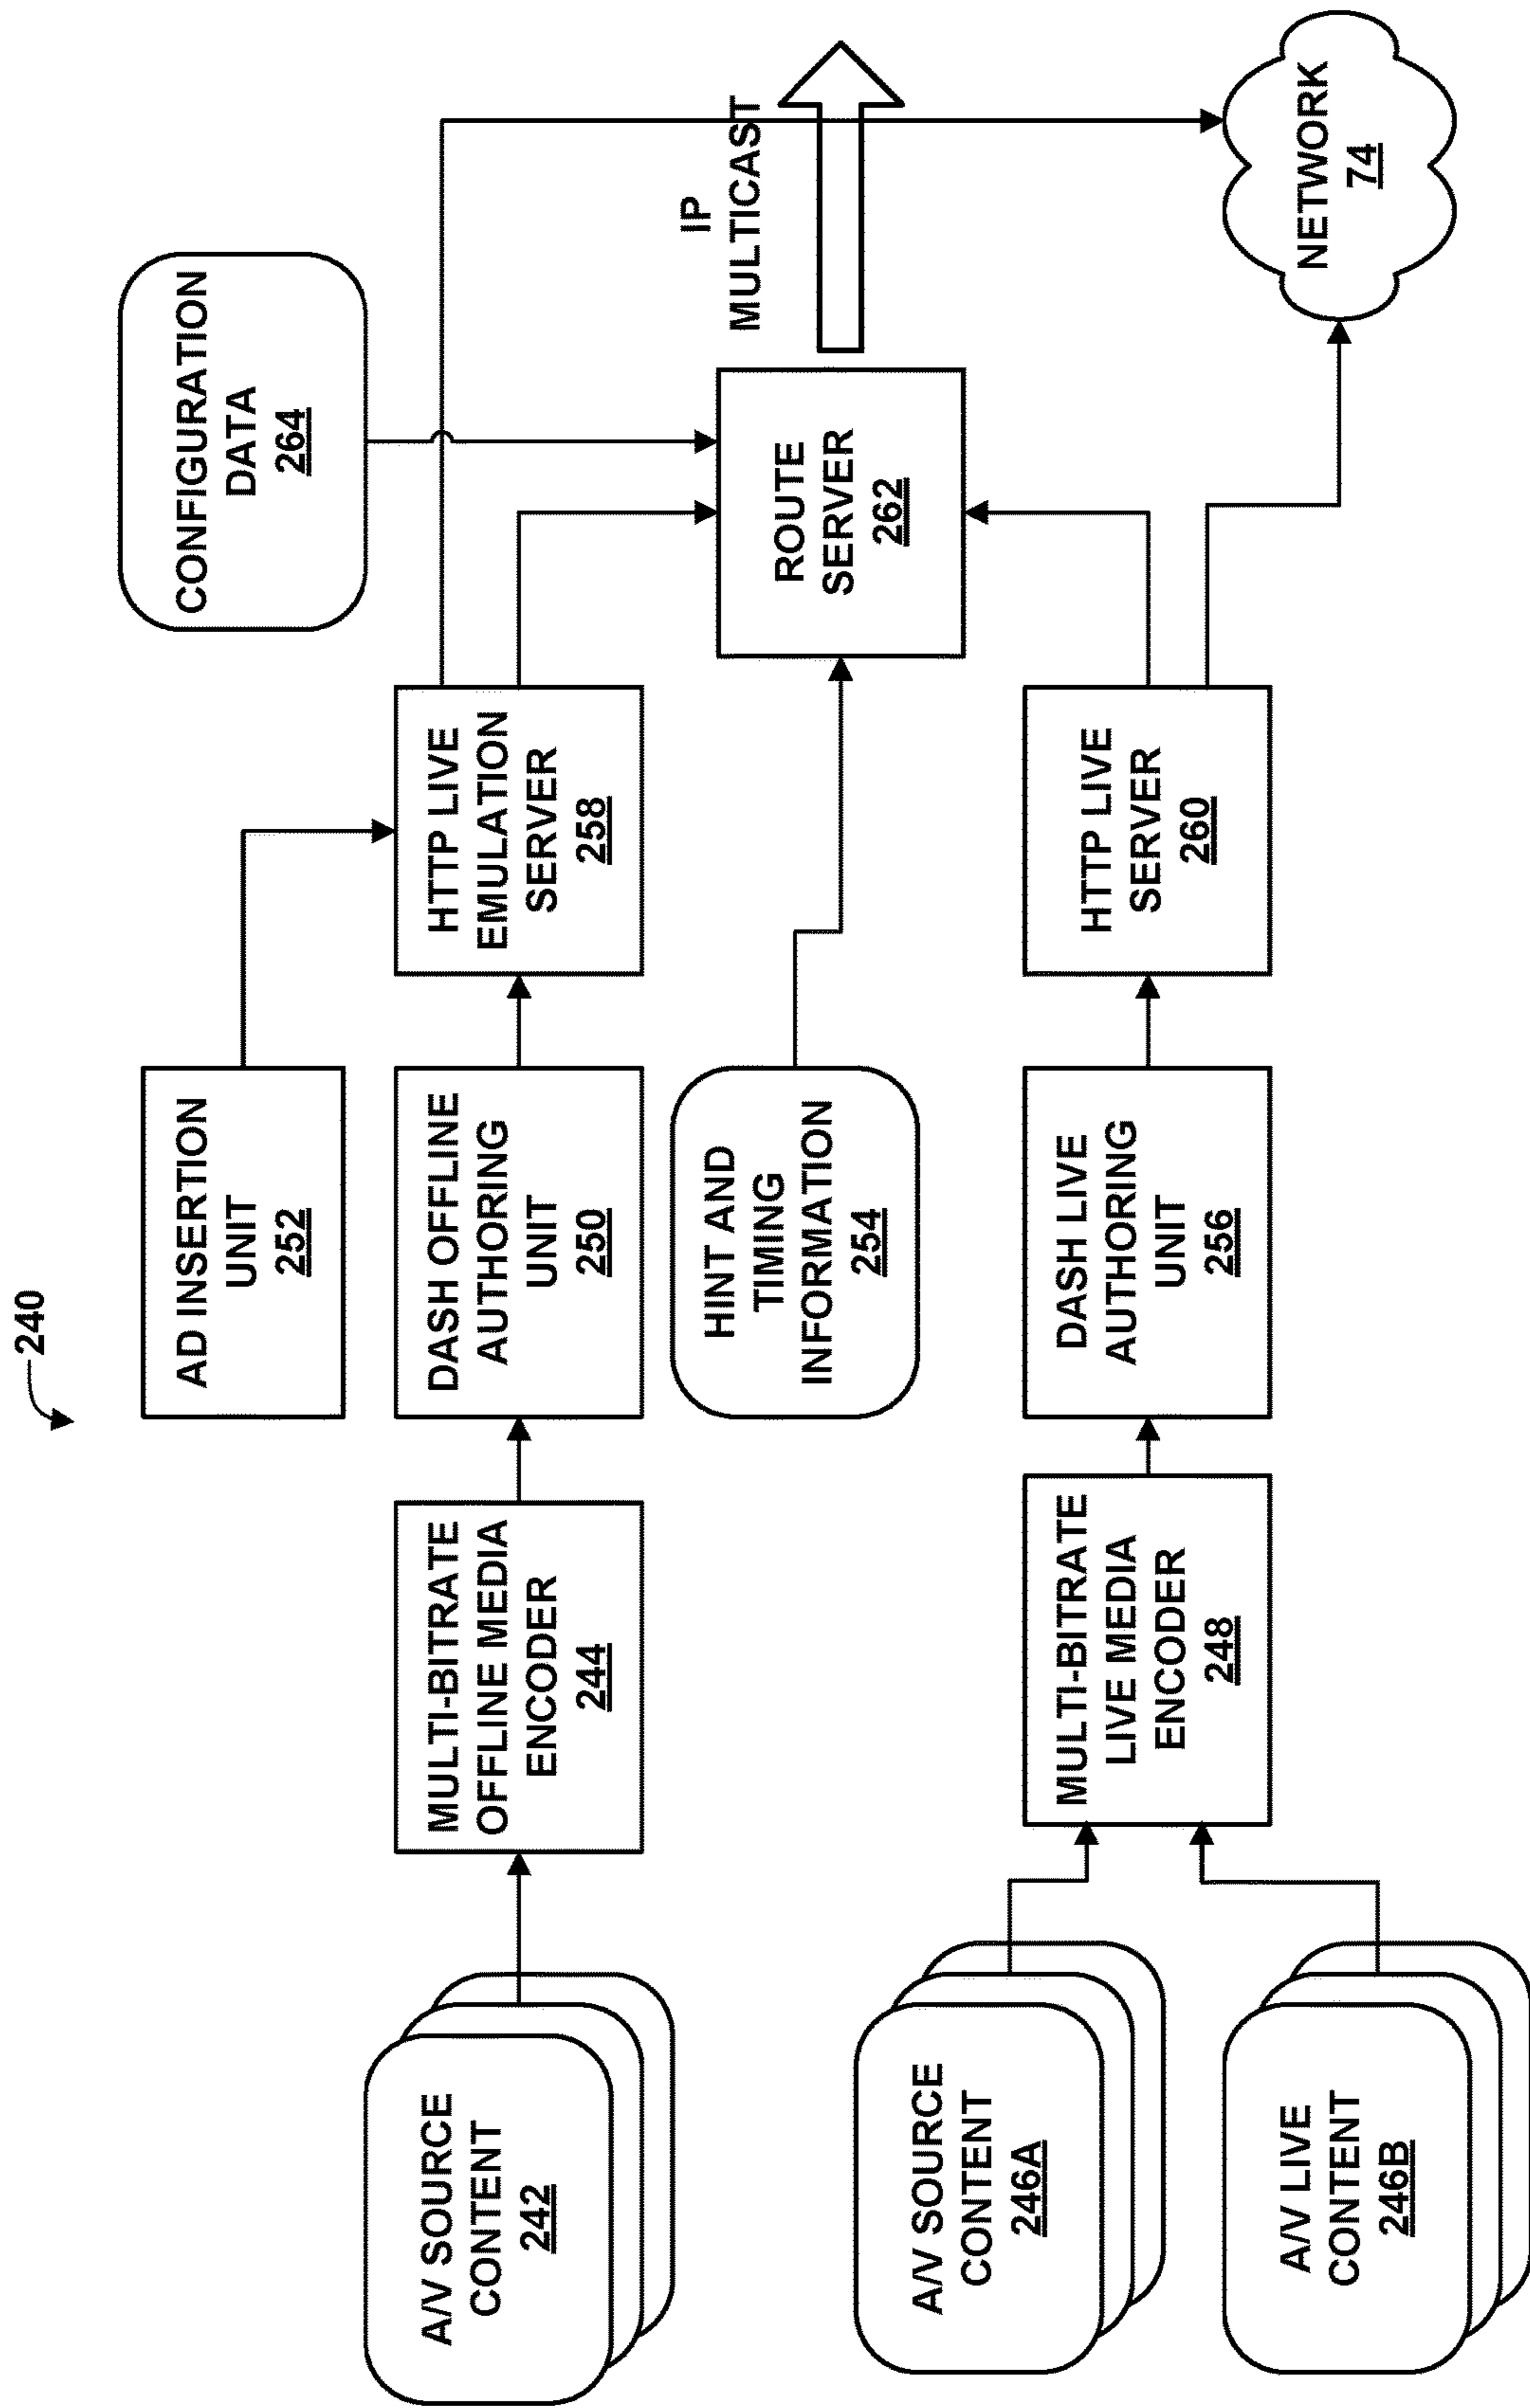 240
A/V SOURCE
CONTENT
242
MULTI-BITRATE
OFFLINE MEDIA
ENCODER
244
AD INSERTION
UNIT
252
DASH OFFLINE
AUTHORING
UNIT
250
HTTP LIVE
EMULATION
SERVER
258
CONFIGURATION
DATA
264
HINT AND
TIMING
INFORMATION
254
ROUTE
SERVER
262
IP
MULTICAST
A/V SOURCE
CONTENT
246A
A/V LIVE
CONTENT
246B
MULTI-BITRATE
LIVE MEDIA
ENCODER
248
DASH LIVE
AUTHORING
UNIT
256
HTTP LIVE
SERVER
260
NETWORK
74